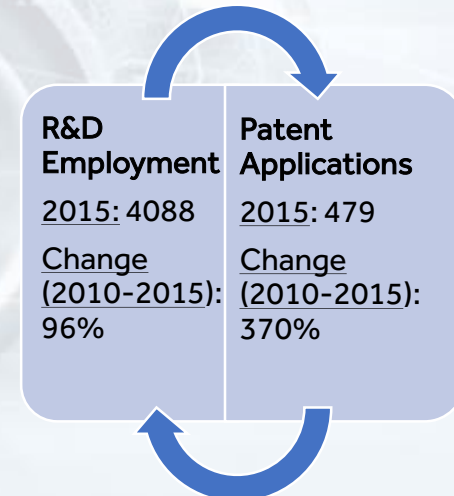 R&D
Employment
2015: 4088
Change
(2010-2015):
96%
Patent
Applications
2015: 479
Change
(2010-2015):
370%